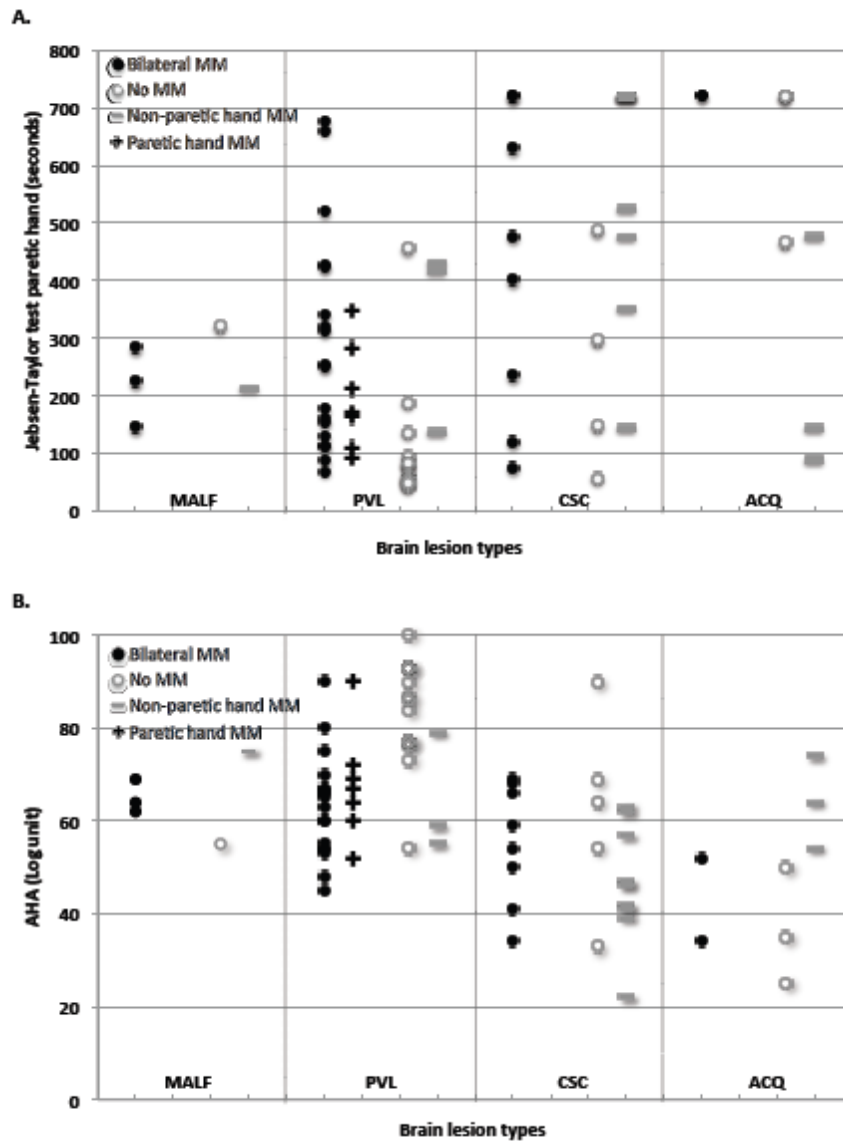 A.
Jebsen-Taylor test paretic hand (seconds)
800
700
600
500
400
300
200
100
0
Bilateral MM
No MM
Non-paretic hand MM
Paretic hand MM
MALF PVL CSC ACQ
Brain lesion types
B.
AHA (Log unit)
100
80
60
40
20
0
Bilateral MM
No MM
Non-paretic hand MM
Paretic hand MM
MALF PVL CSC ACQ
Brain lesion types